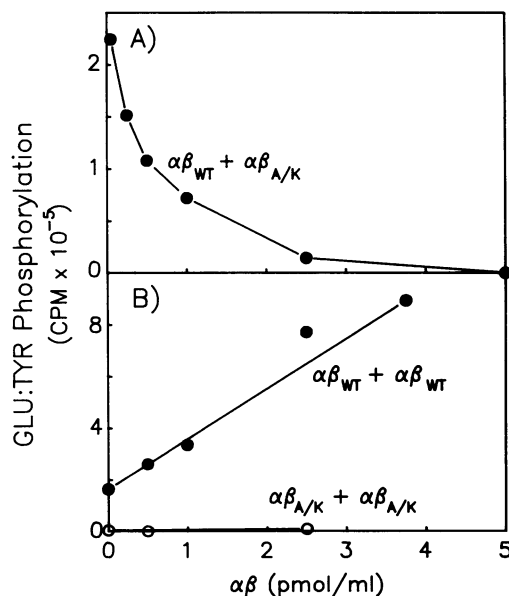 A)
2
1
0
αβWT + αβA/K
B)
8
4
0
αβWT + αβWT
αβA/K + αβA/K
0 1 2 3 4 5
αβ (pmol/ml)
GLU:TYR Phosphorylation
(CPM x 10⁻⁵)